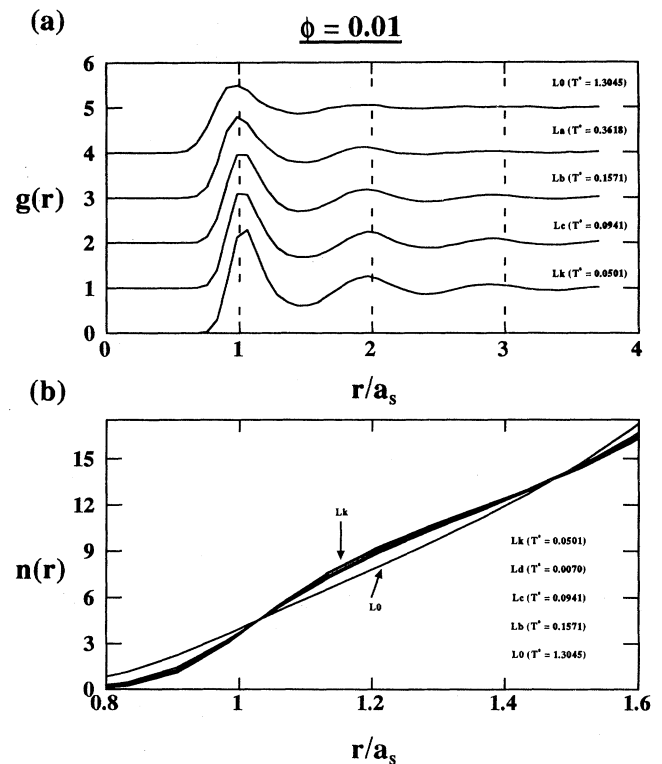 (a)
ϕ = 0.01
6
5
4
3
2
1
0
g(r)
L0 (T* = 1.3045)
La (T* = 0.3618)
Lb (T* = 0.1571)
Lc (T* = 0.0941)
Lk (T* = 0.0501)
0 1 2 3 4
r/aₛ
(b)
15
12
9
6
3
0
n(r)
Lk
L0
Lk (T* = 0.0501)
Ld (T* = 0.0070)
Lc (T* = 0.0941)
Lb (T* = 0.1571)
L0 (T* = 1.3045)
0.8 1 1.2 1.4 1.6
r/aₛ